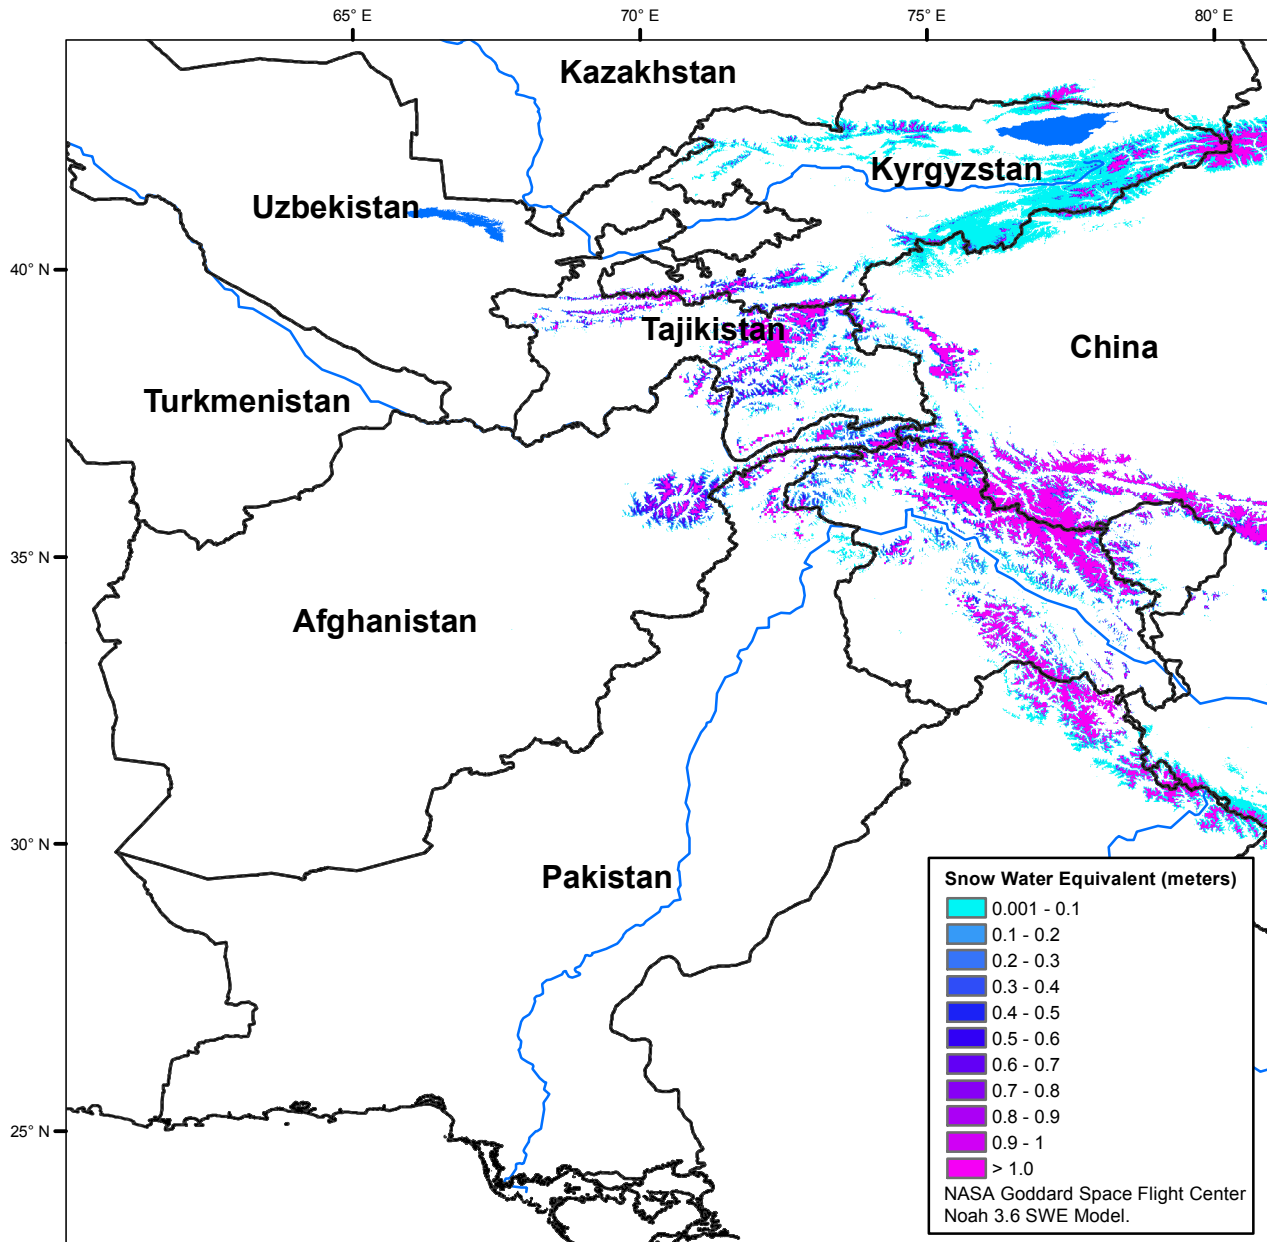 65° E
70° E
75° E
80° E
Kazakhstan
Kyrgyzstan
Uzbekistan
40° N
Tajikistan
China
Turkmenistan
35° N
Afghanistan
30° N
Pakistan
25° N
Snow Water Equivalent (meters)
0.001 - 0.1
0.1 - 0.2
0.2 - 0.3
0.3 - 0.4
0.4 - 0.5
0.5 - 0.6
0.6 - 0.7
0.7 - 0.8
0.8 - 0.9
0.9 - 1
> 1.0
NASA Goddard Space Flight Center
Noah 3.6 SWE Model.